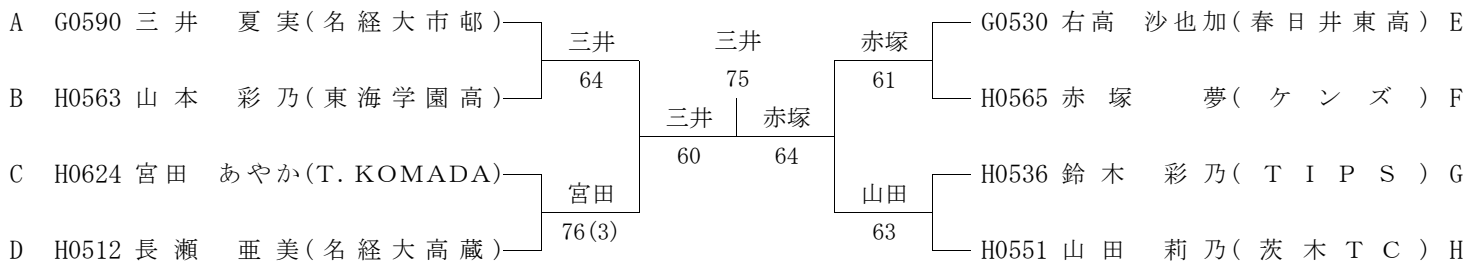 A G0590 三井 夏実(名経大市邨)
G0530 右高 沙也加(春日井東高) E
三井 三井 赤塚
64 75 61
B H0563 山本 彩乃(東海学園高)
H0565 赤塚 夢(ケンズ) F
三井 赤塚
60 64
C H0624 宮田 あやか(T.KOMADA)
H0536 鈴木 彩乃(TIPS) G
宮田 山田
76(3) 63
D H0512 長瀬 亜美(名経大高蔵)
H0551 山田 莉乃(茨木TC) H